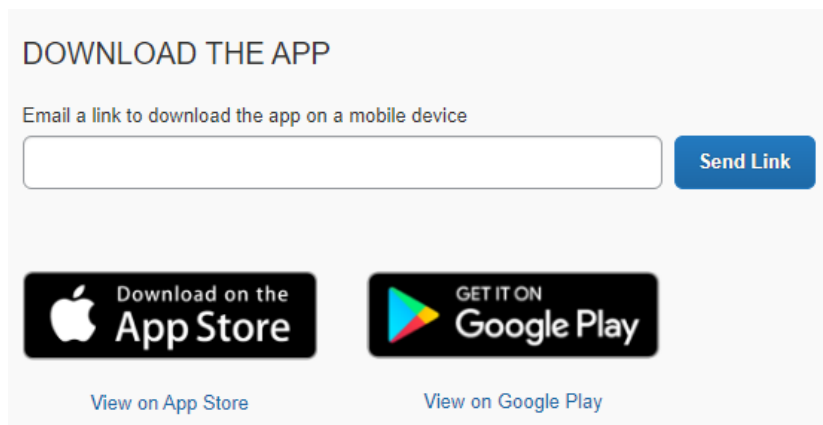 DOWNLOAD THE APP
Email a link to download the app on a mobile device
Send Link
Download on the
App Store
GET IT ON
Google Play
View on App Store
View on Google Play